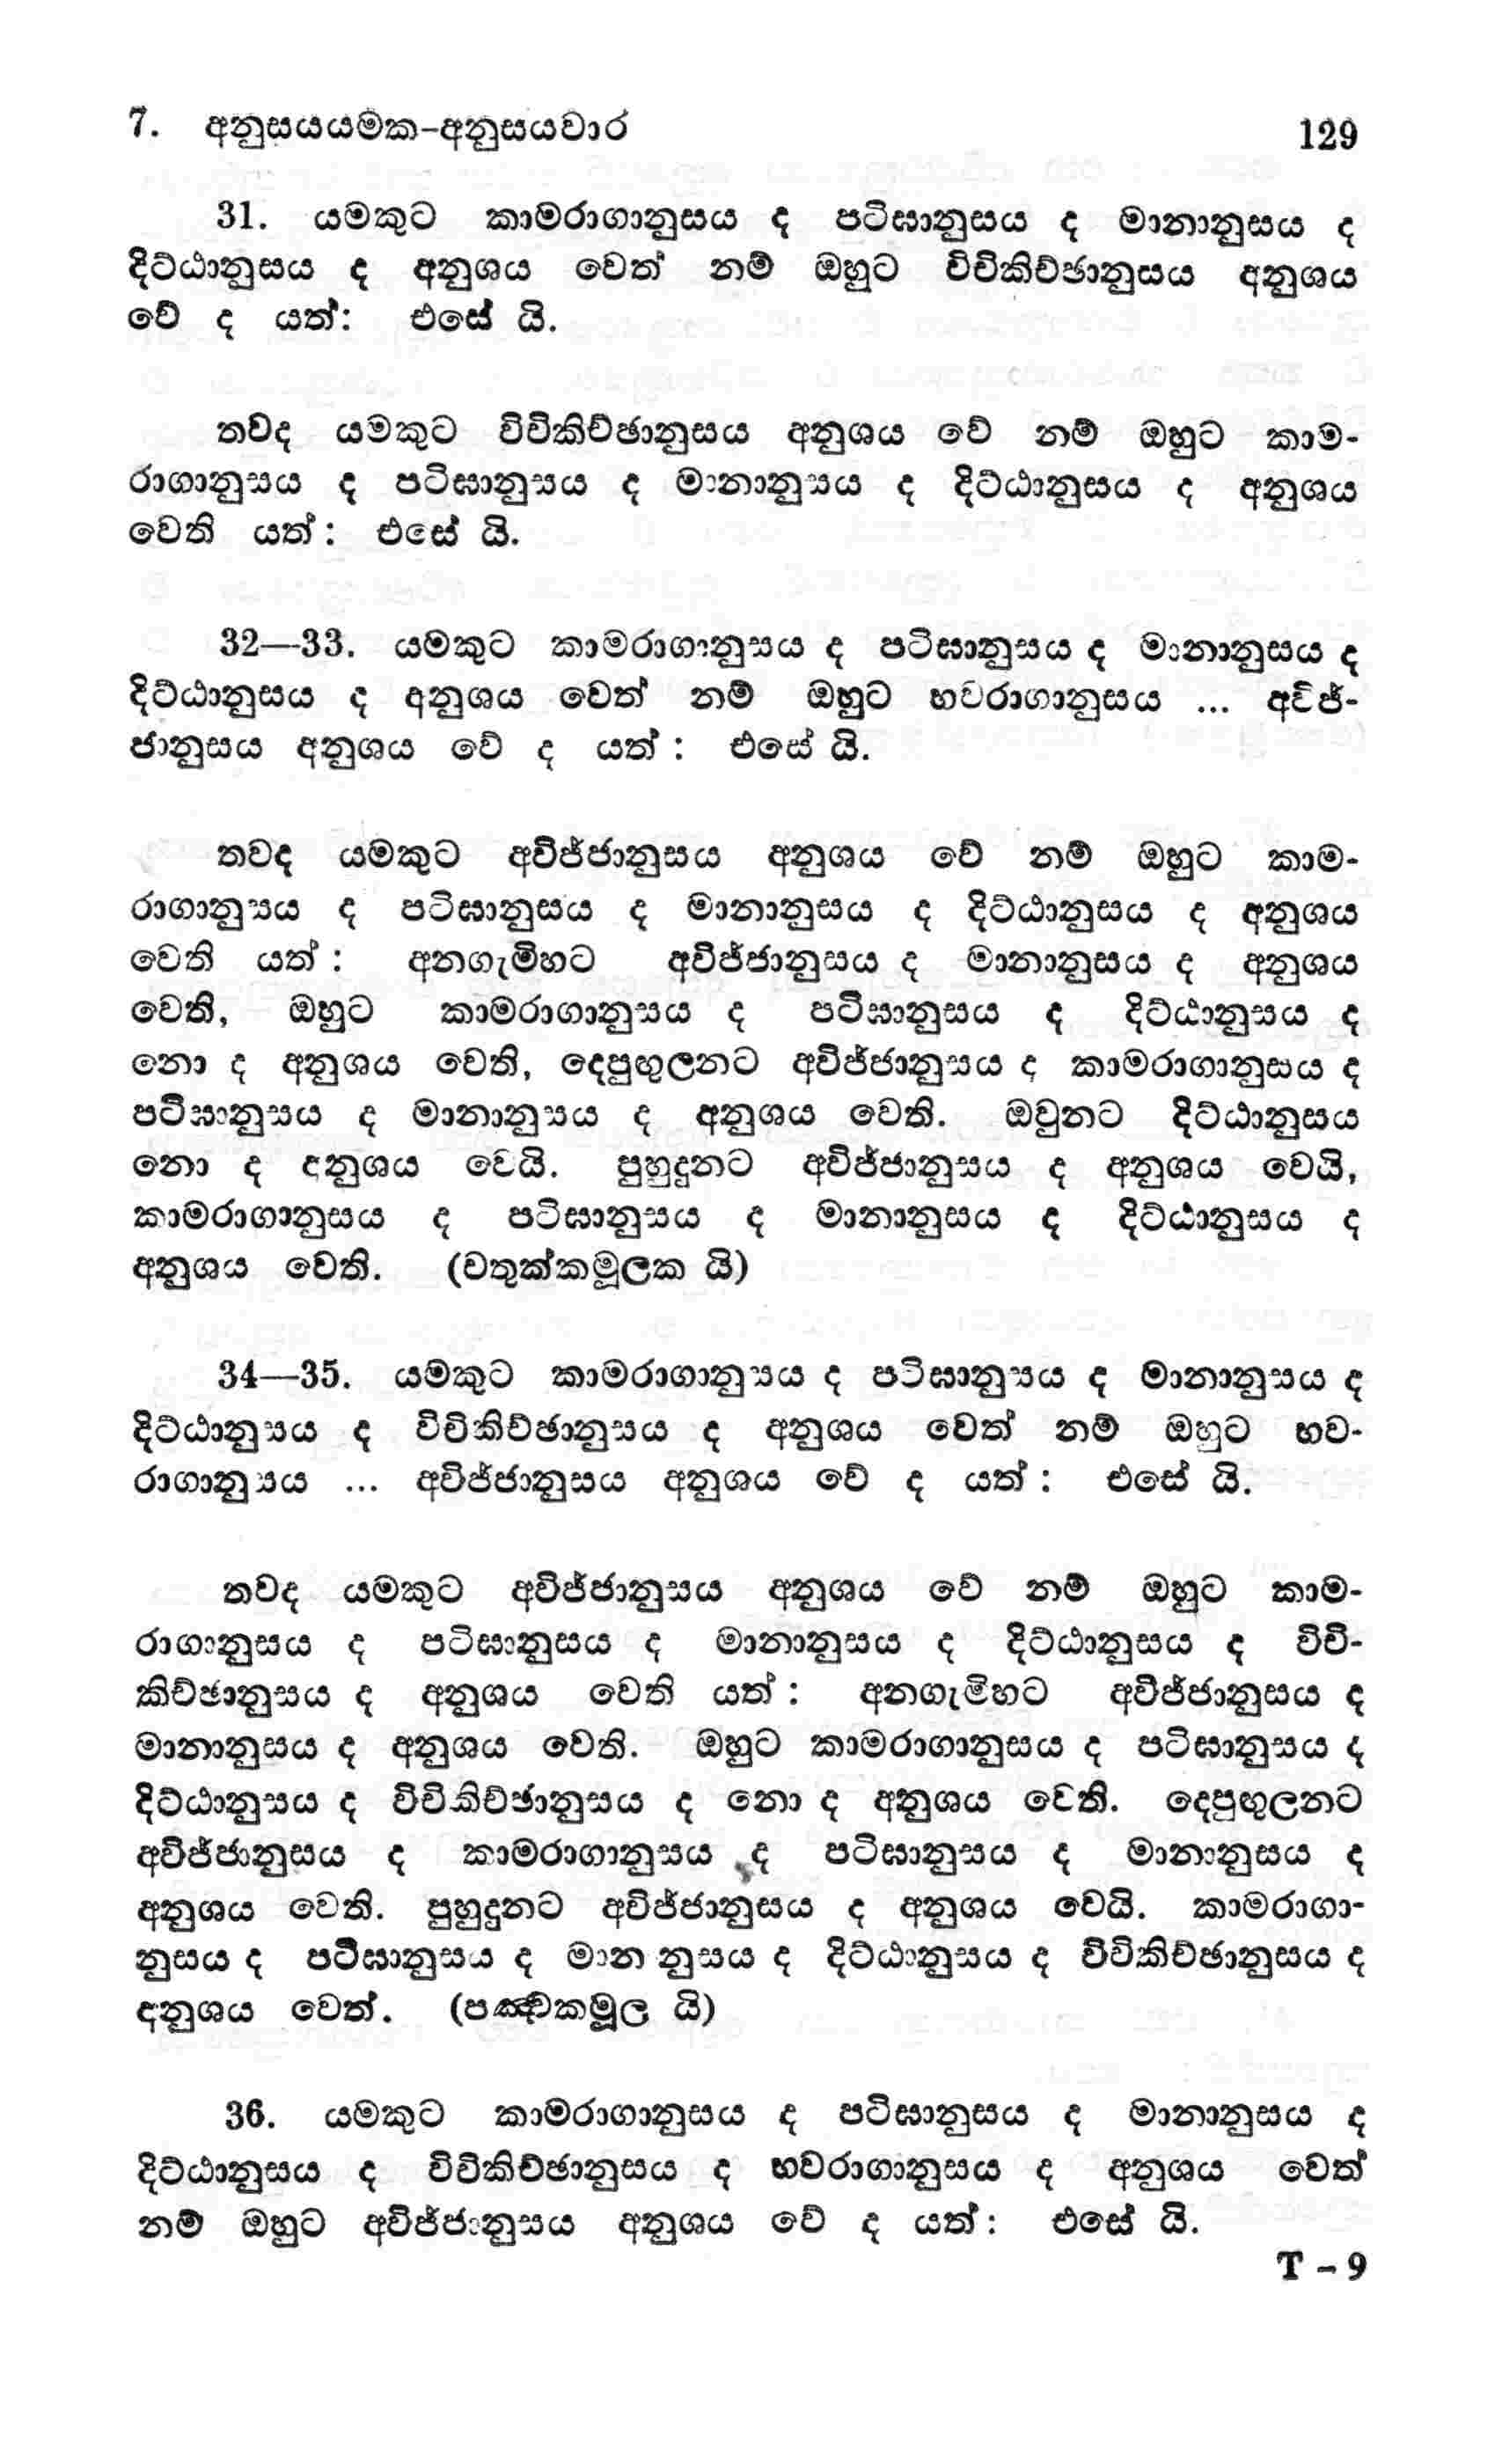 7. අනුසයයමක-අනුසයවාර 129
31. යමකුට කාමරාගානුසය ද පටිඝානුසය ද මානානුසය ද
දිට්ඨානුසය ද අනුශය වෙත් නම් ඔහුට විචිකිච්ඡානුසය අනුශය
වේ ද යත්: එසේ යි.
තවද යමකුට විචිකිච්ඡානුසය අනුශය වේ නම් ඔහුට කාම-
රාගානුසය ද පටිඝානුසය ද මානානුසය ද දිට්ඨානුසය ද අනුශය
වෙති යත්: එසේ යි.
32—33. යමකුට කාමරාගානුසය ද පටිඝානුසය ද මානානුසය ද
දිට්ඨානුසය ද අනුශය වෙත් නම් ඔහුට භවරාගානුසය ... අවිජ්-
ජානුසය අනුශය වේ ද යත්: එසේ යි.
තවද යමකුට අවිජ්ජානුසය අනුශය වේ නම් ඔහුට කාම-
රාගානුසය ද පටිඝානුසය ද මානානුසය ද දිට්ඨානුසය ද අනුශය
වෙති යත්: අනගැමිහට අවිජ්ජානුසය ද මානානුසය ද අනුශය
වෙති, ඔහුට කාමරාගානුසය ද පටිඝානුසය ද දිට්ඨානුසය ද
නො ද අනුශය වෙති, දෙපුඟුලනට අවිජ්ජානුසය ද කාමරාගානුසය ද
පටිඝානුසය ද මානානුසය ද අනුශය වෙති. ඔවුනට දිට්ඨානුසය
නො ද අනුශය වෙයි. පුහුදුනට අවිජ්ජානුසය ද අනුශය වෙයි,
කාමරාගානුසය ද පටිඝානුසය ද මානානුසය ද දිට්ඨානුසය ද
අනුශය වෙති. (චතුක්කමූලක යි)
34—35. යමකුට කාමරාගානුසය ද පටිඝානුසය ද මානානුසය ද
දිට්ඨානුසය ද විචිකිච්ඡානුසය ද අනුශය වෙත් නම් ඔහුට භව-
රාගානුසය ... අවිජ්ජානුසය අනුශය වේ ද යත්: එසේ යි.
තවද යමකුට අවිජ්ජානුසය අනුශය වේ නම් ඔහුට කාම-
රාගානුසය ද පටිඝානුසය ද මානානුසය ද දිට්ඨානුසය ද විචි-
කිච්ඡානුසය ද අනුශය වෙති යත්: අනගැමිහට අවිජ්ජානුසය ද
මානානුසය ද අනුශය වෙති. ඔහුට කාමරාගානුසය ද පටිඝානුසය ද
දිට්ඨානුසය ද විචිකිච්ඡානුසය ද නො ද අනුශය වෙති. දෙපුඟුලනට
අවිජ්ජානුසය ද කාමරාගානුසය ද පටිඝානුසය ද මානානුසය ද
අනුශය වෙති. පුහුදුනට අවිජ්ජානුසය ද අනුශය වෙයි. කාමරාගා-
නුසය ද පටිඝානුසය ද මානානුසය ද දිට්ඨානුසය ද විචිකිච්ඡානුසය ද
අනුශය වෙත්. (පඤ්චකමූල යි)
36. යමකුට කාමරාගානුසය ද පටිඝානුසය ද මානානුසය ද
දිට්ඨානුසය ද විචිකිච්ඡානුසය ද භවරාගානුසය ද අනුශය වෙත්
නම් ඔහුට අවිජ්ජානුසය අනුශය වේ ද යත්: එසේ යි.
T - 9